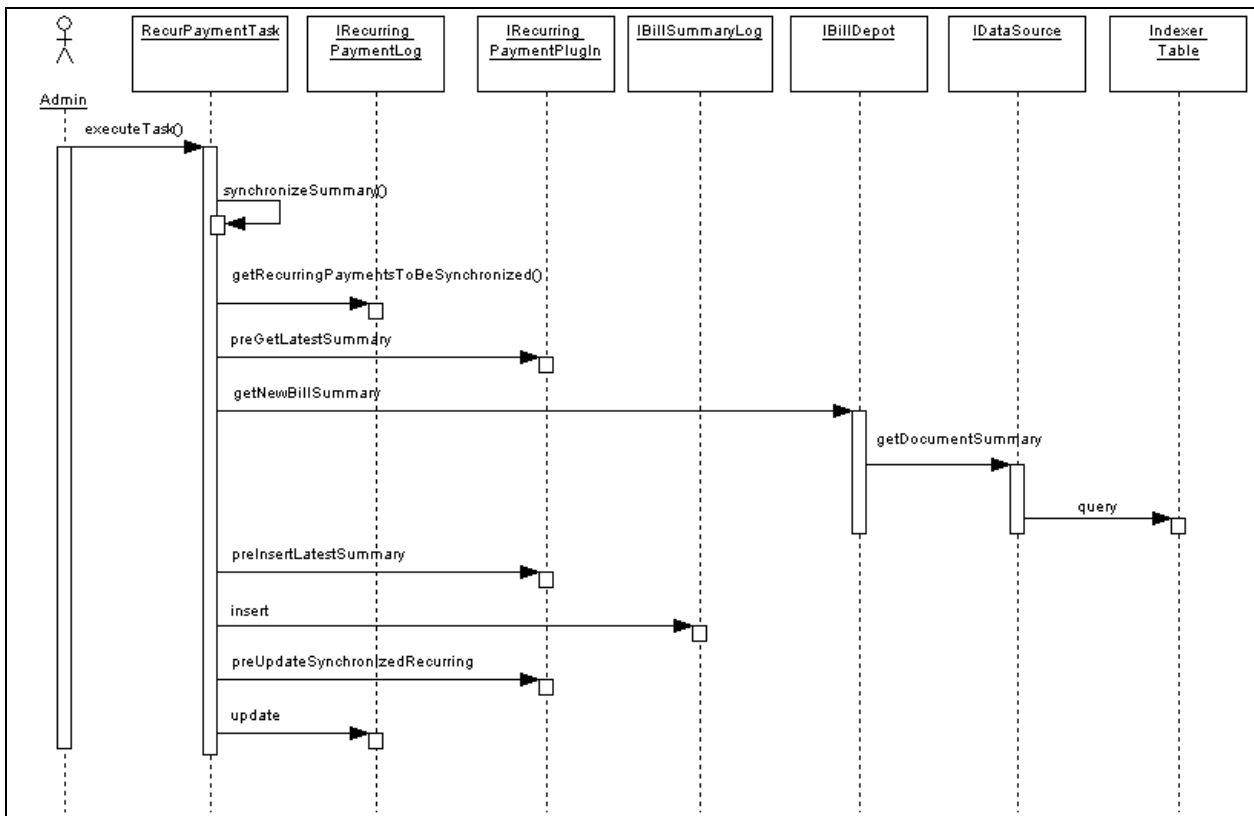 RecurPaymentTask
IRecurring
PaymentLog
IRecurring
PaymentPlugIn
IBillSummaryLog
IBillDepot
IDataSource
Indexer
Table
Admin
executeTask()
synchronizeSummary()
getRecurringPaymentsToBeSynchronized()
preGetLatestSummary
getNewBillSummary
getDocumentSummary
query
preInsertLatestSummary
insert
preUpdateSynchronizedRecurring
update